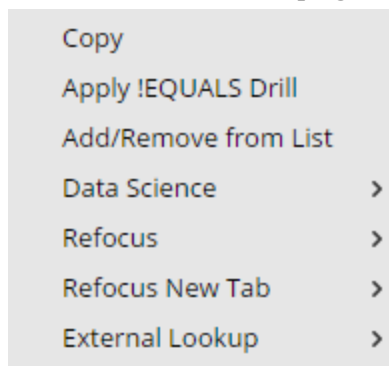 Copy
Apply !EQUALS Drill
Add/Remove from List
Data Science
Refocus
Refocus New Tab
External Lookup